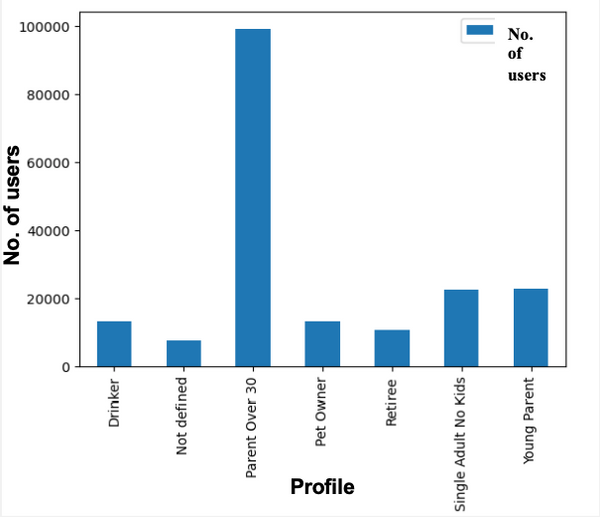 100000
80000
60000
40000
20000
0
No. of users
No.
of
users
Drinker
Not defined
Parent Over 30
Pet Owner
Retiree
Single Adult No Kids
Young Parent
Profile